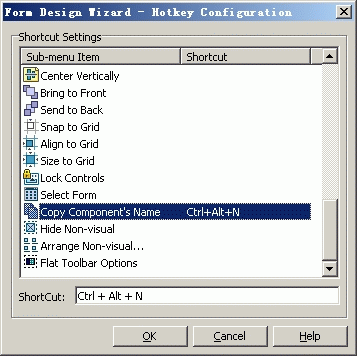 Form Design Wizard - Hotkey Configuration
Shortcut Settings
Sub-menu Item Shortcut
Center Vertically
Bring to Front
Send to Back
Snap to Grid
Align to Grid
Size to Grid
Lock Controls
Select Form
Copy Component's Name Ctrl+Alt+N
Hide Non-visual
Arrange Non-visual...
Flat Toolbar Options
ShortCut: Ctrl + Alt + N
OK Cancel Help